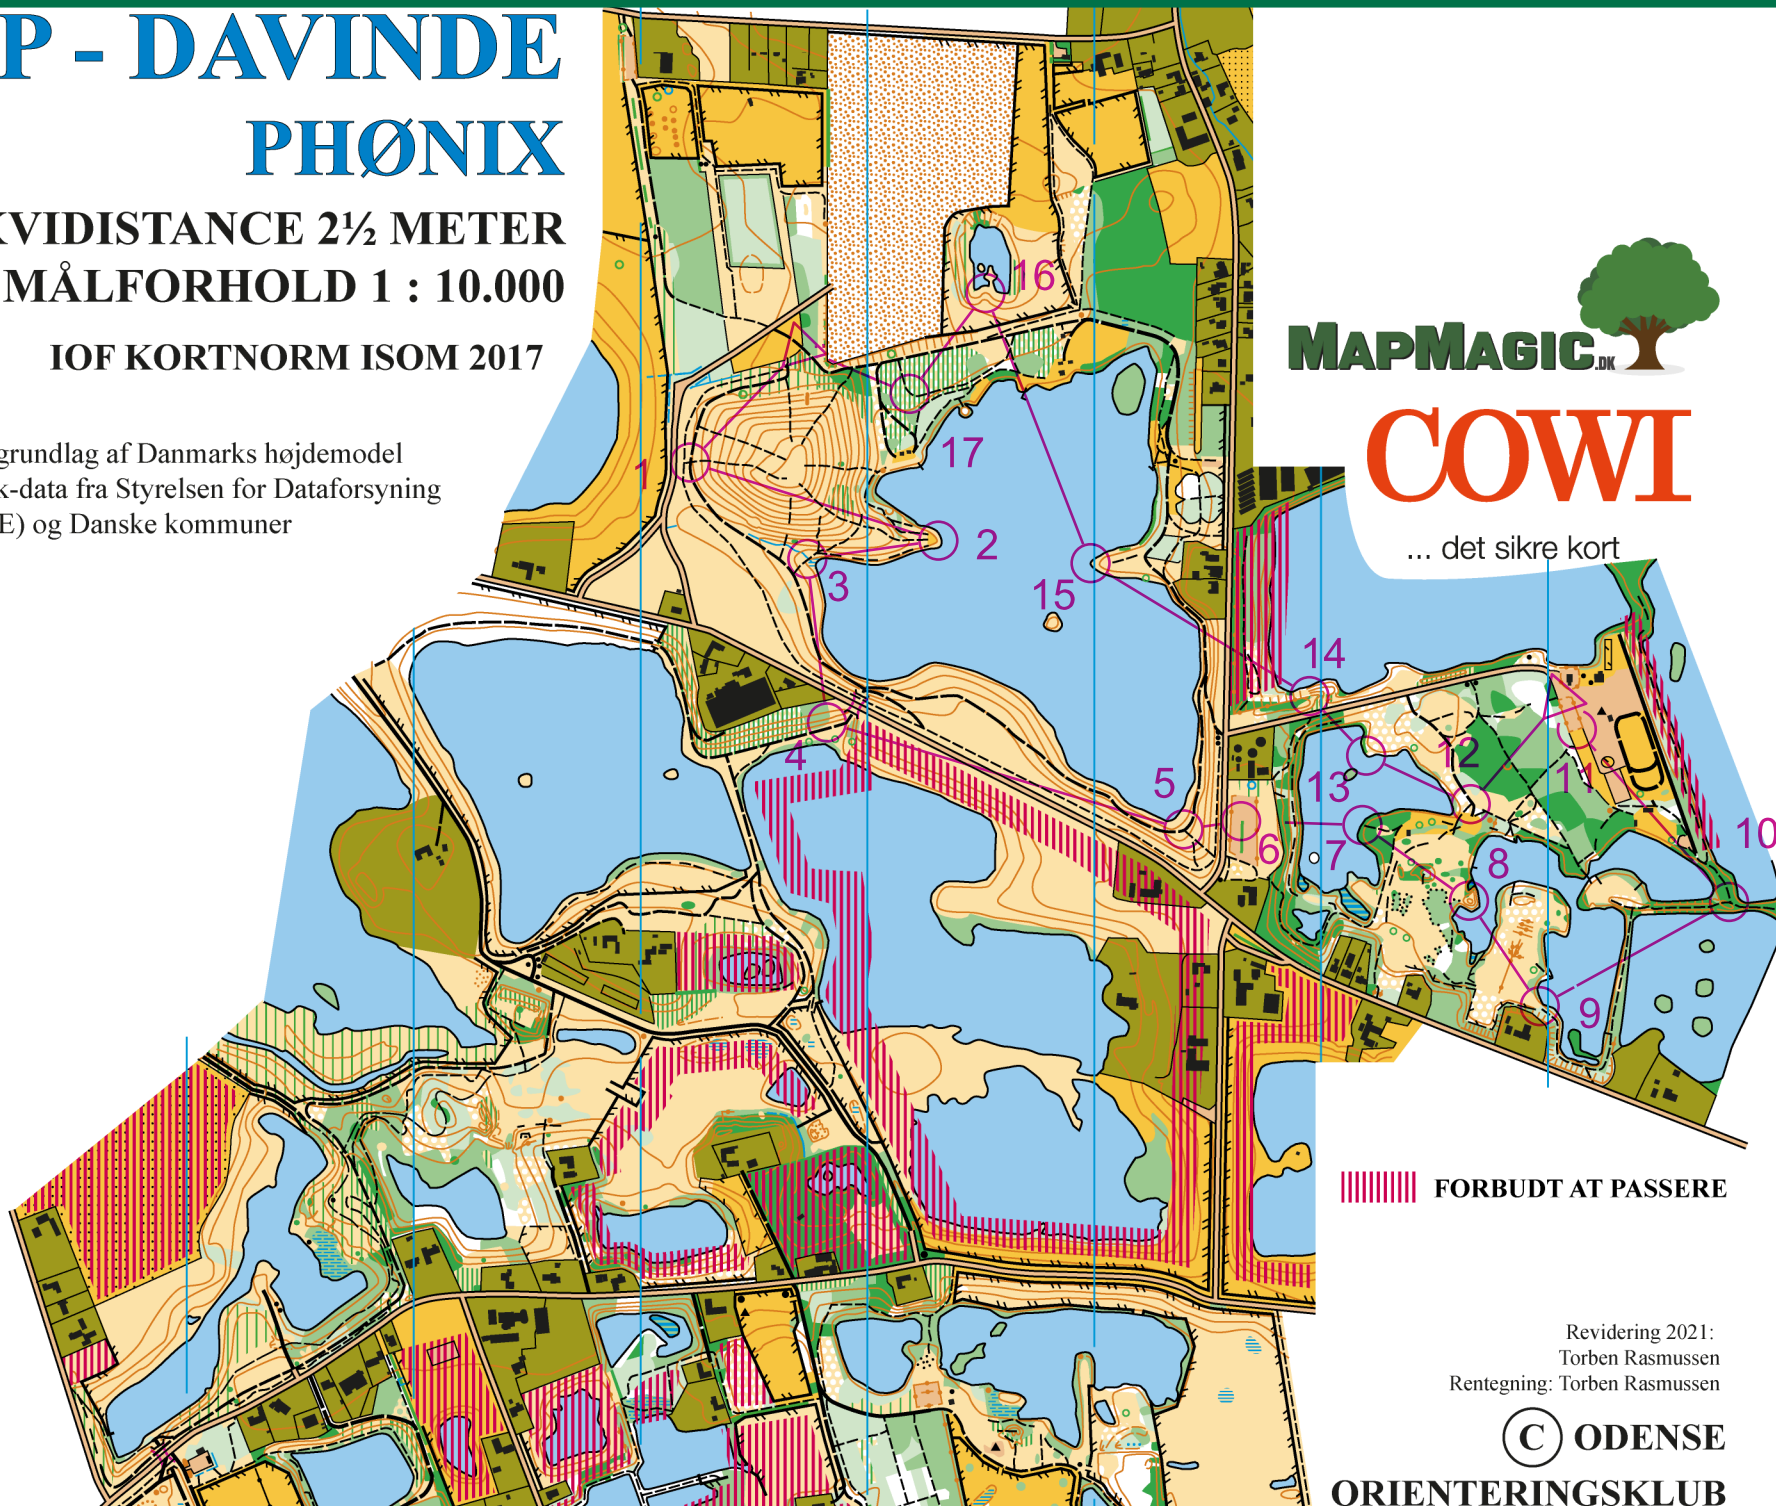 P - DAVINDE
PHØNIX
KVIDISTANCE 2½ METER
MÅLFORHOLD 1 : 10.000
IOF KORTNORM ISOM 2017
grundlag af Danmarks højdemodel
k-data fra Styrelsen for Dataforsyning
E) og Danske kommuner
16
17
1
2
3
15
4
5
14
12
13
11
6
7
8
10
9
MAPMAGIC.DK
COWI
... det sikre kort
FORBUDT AT PASSERE
Revidering 2021:
Torben Rasmussen
Rentegning: Torben Rasmussen
C ODENSE
ORIENTERINGSKLUB